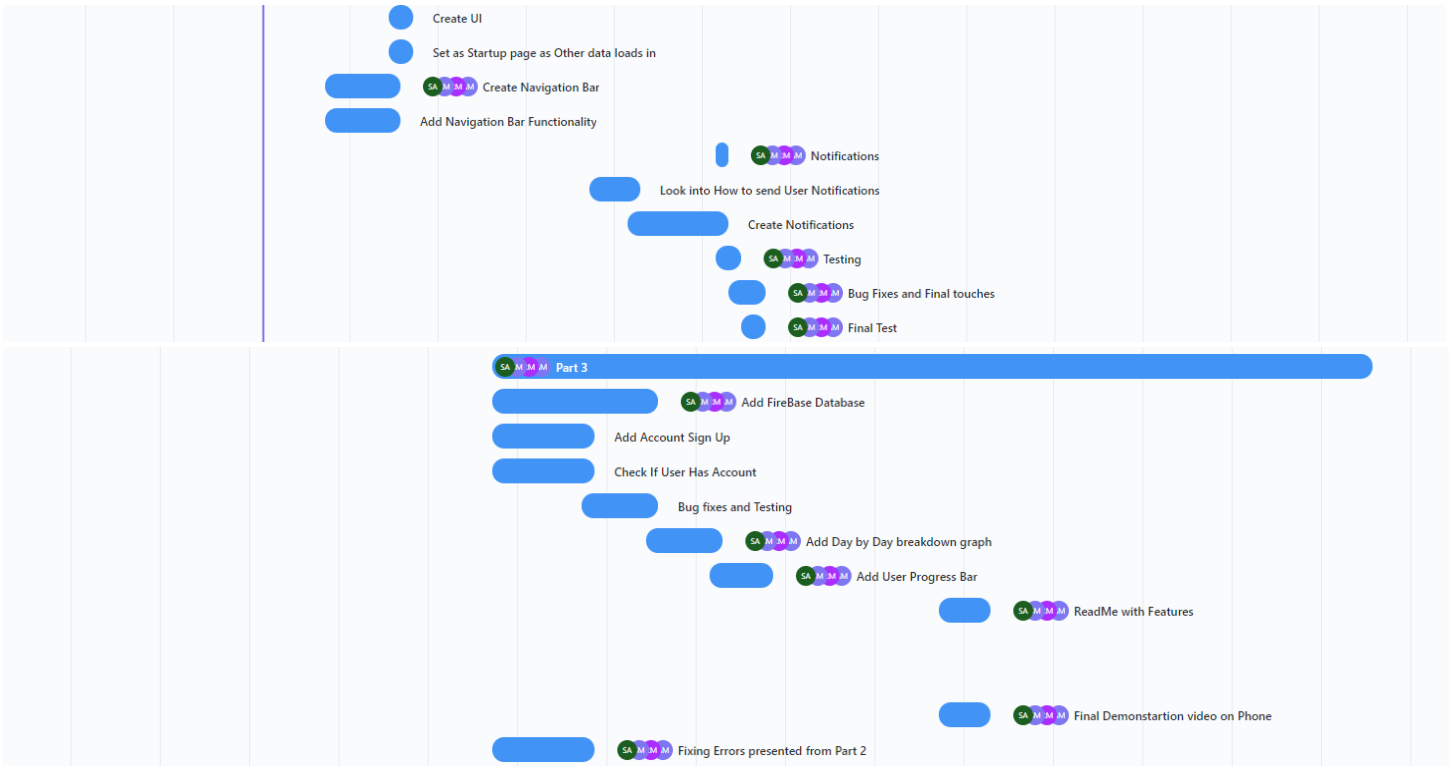 Create UI
Set as Startup page as Other data loads in
SA M :M .M Create Navigation Bar
Add Navigation Bar Functionality
SA M :M .M Notifications
Look into How to send User Notifications
Create Notifications
SA M :M .M Testing
SA M :M .M Bug Fixes and Final touches
SA M :M .M Final Test
SA M :M .M Part 3
SA M :M .M Add FireBase Database
Add Account Sign Up
Check If User Has Account
Bug fixes and Testing
SA M :M .M Add Day by Day breakdown graph
SA M :M .M Add User Progress Bar
SA M :M .M ReadMe with Features
SA M :M .M Final Demonstartion video on Phone
SA M :M .M Fixing Errors presented from Part 2